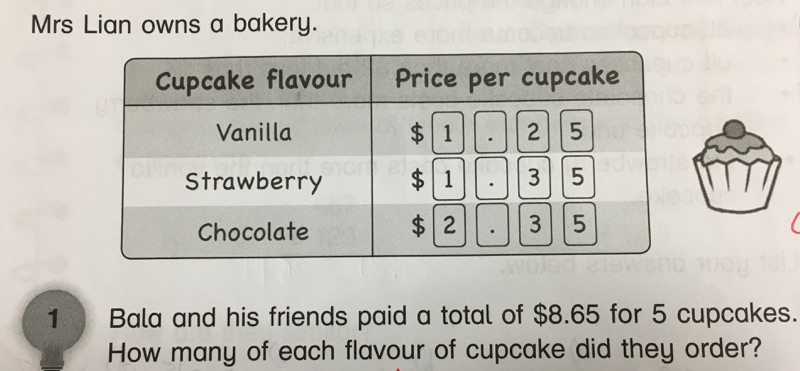 Mrs Lian owns a bakery.
Cupcake flavour Price per cupcake
Vanilla $ 1 . 2 5
Strawberry $ 1 . 3 5
Chocolate $ 2 . 3 5
1 Bala and his friends paid a total of $8.65 for 5 cupcakes.
How many of each flavour of cupcake did they order?